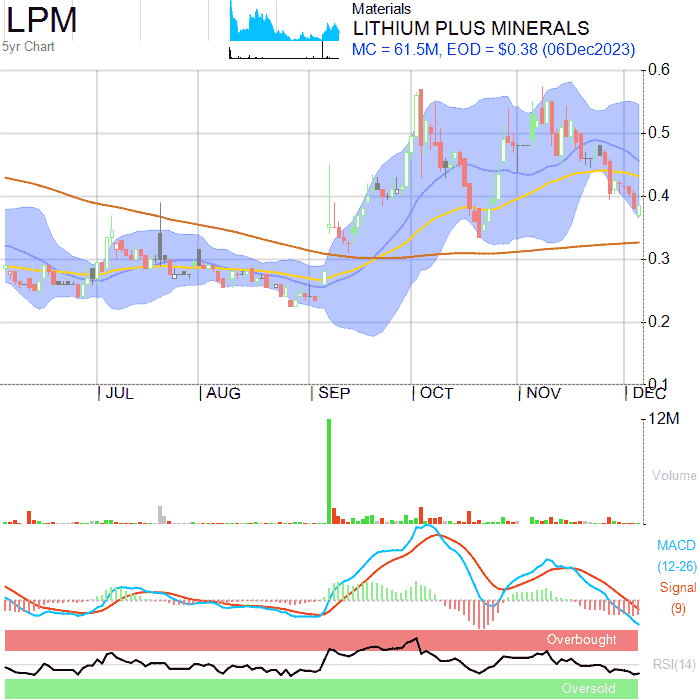 LPM
5yr Chart
Materials
LITHIUM PLUS MINERALS
MC = 61.5M, EOD = $0.38 (06Dec2023)
0.6
0.5
0.4
0.3
0.2
0.1
JUL
AUG
SEP
OCT
NOV
DEC
12M
Volume
MACD
(12-26)
Signal
(9)
Overbought
RSI(14)
Oversold